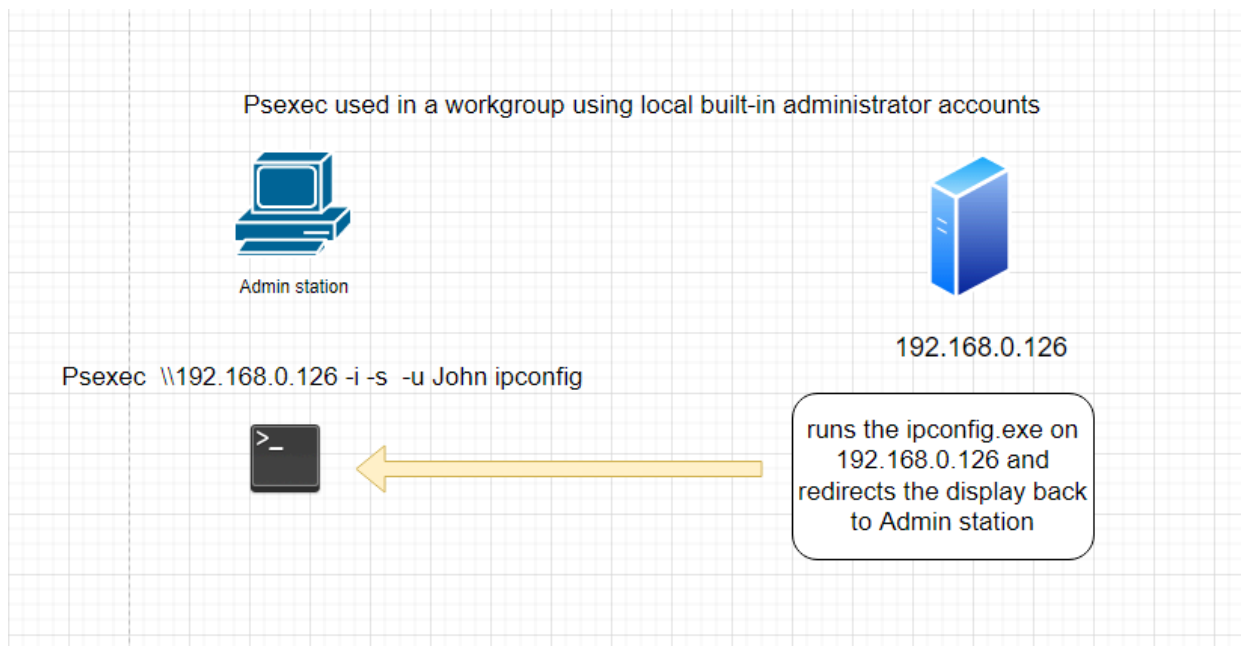 Psexec used in a workgroup using local built-in administrator accounts
Admin station
192.168.0.126
Psexec  \\192.168.0.126 -i -s  -u John ipconfig
>_
runs the ipconfig.exe on
192.168.0.126 and
redirects the display back
to Admin station